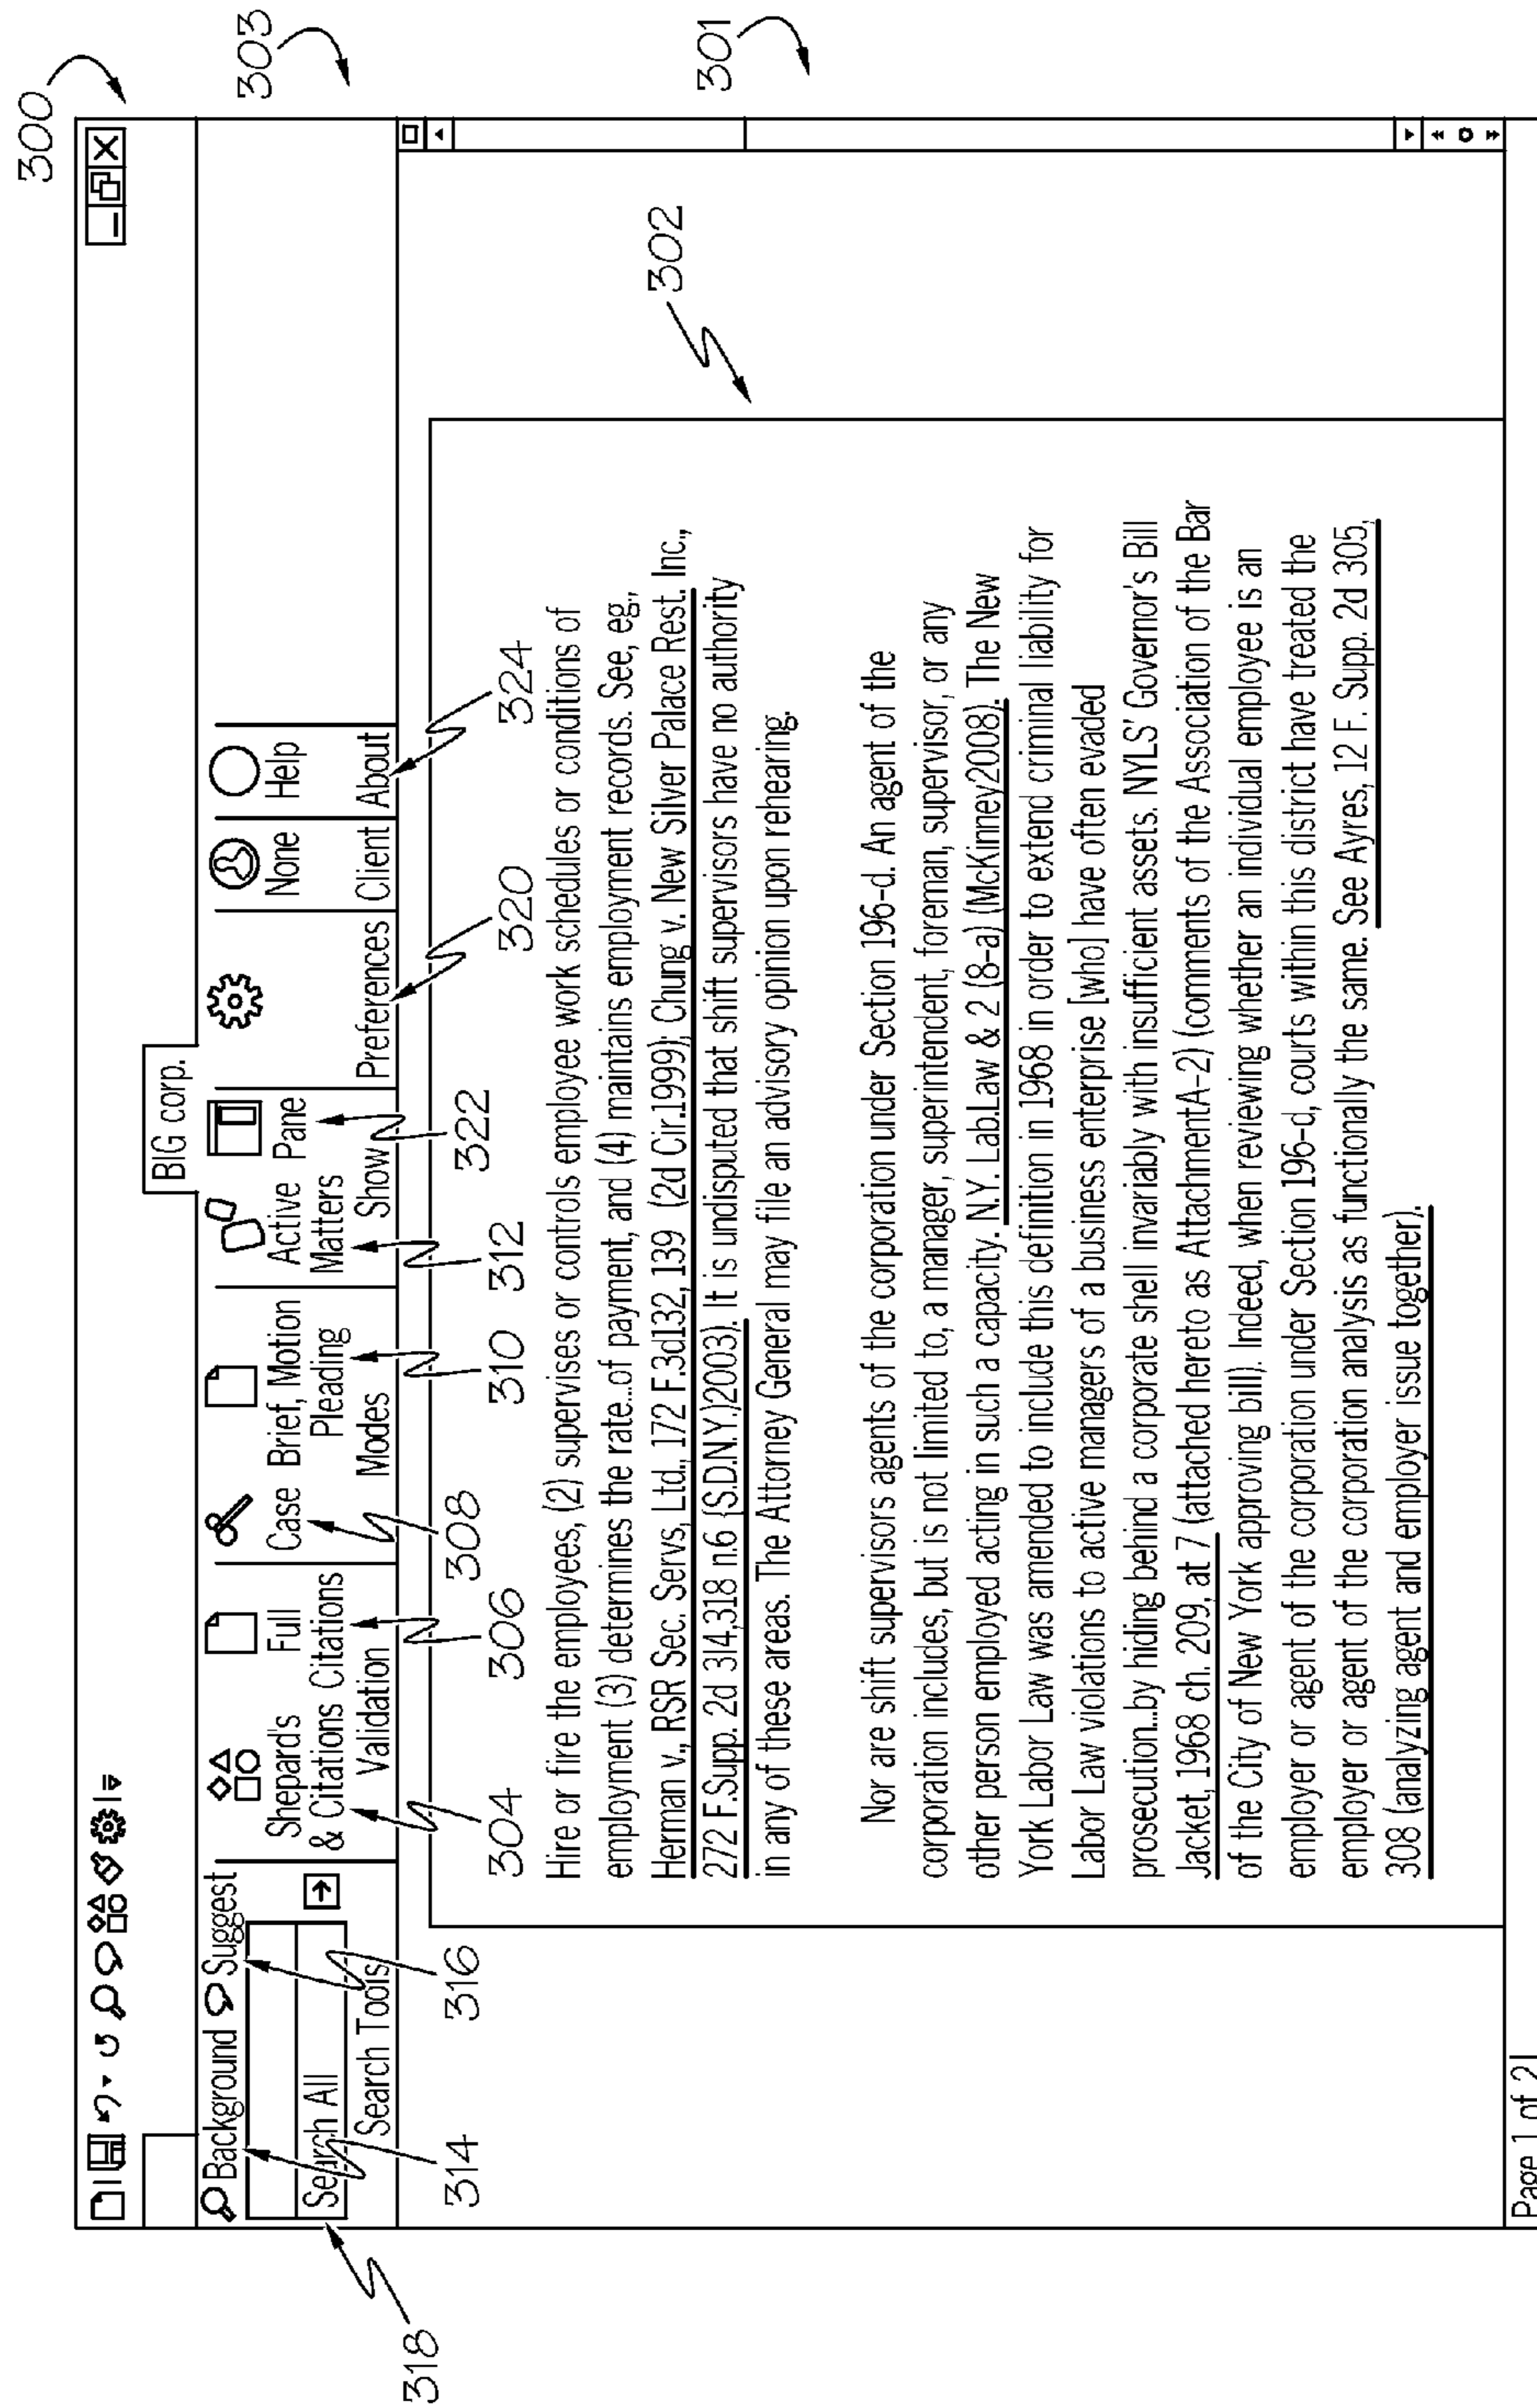 300
BIG corp.
303
Background Suggest
Search All
Search Tools
Shepard's
& Citations
Full
Citations
Validation
Case
Brief, Motion
Pleading
Modes
Active
Matters
Pane
Show
Preferences
None
Client
Help
About
318
314
316
304
306
308
310
312
322
320
324
302
301
Hire or fire the employees, (2) supervises or controls employee work schedules or conditions of
employment (3) determines the rate...of payment, and (4) maintains employment records. See, eg.,
Herman v., RSR Sec. Servs, Ltd., 172 F.3d132, 139 (2d Cir.1999); Chung v. New Silver Palace Rest. Inc.,
272 F.Supp. 2d 314,318 n.6 (S.D.N.Y.)2003). It is undisputed that shift supervisors have no authority
in any of these areas. The Attorney General may file an advisory opinion upon rehearing.
Nor are shift supervisors agents of the corporation under Section 196-d. An agent of the
corporation includes, but is not limited to, a manager, superintendent, foreman, supervisor, or any
other person employed acting in such a capacity. N.Y. Lab.Law & 2 (8-a) (McKinney2008). The New
York Labor Law was amended to include this definition in 1968 in order to extend criminal liability for
Labor Law violations to active managers of a business enterprise [who] have often evaded
prosecution...by hiding behind a corporate shell invariably with insufficient assets. NYLS' Governor's Bill
Jacket, 1968 ch. 209, at 7 (attached hereto as AttachmentA-2) (comments of the Association of the Bar
of the City of New York approving bill). Indeed, when reviewing whether an individual employee is an
employer or agent of the corporation under Section 196-d, courts within this district have treated the
employer or agent of the corporation analysis as functionally the same. See Ayres, 12 F. Supp. 2d 305,
308 (analyzing agent and employer issue together).
Page 1 of 21